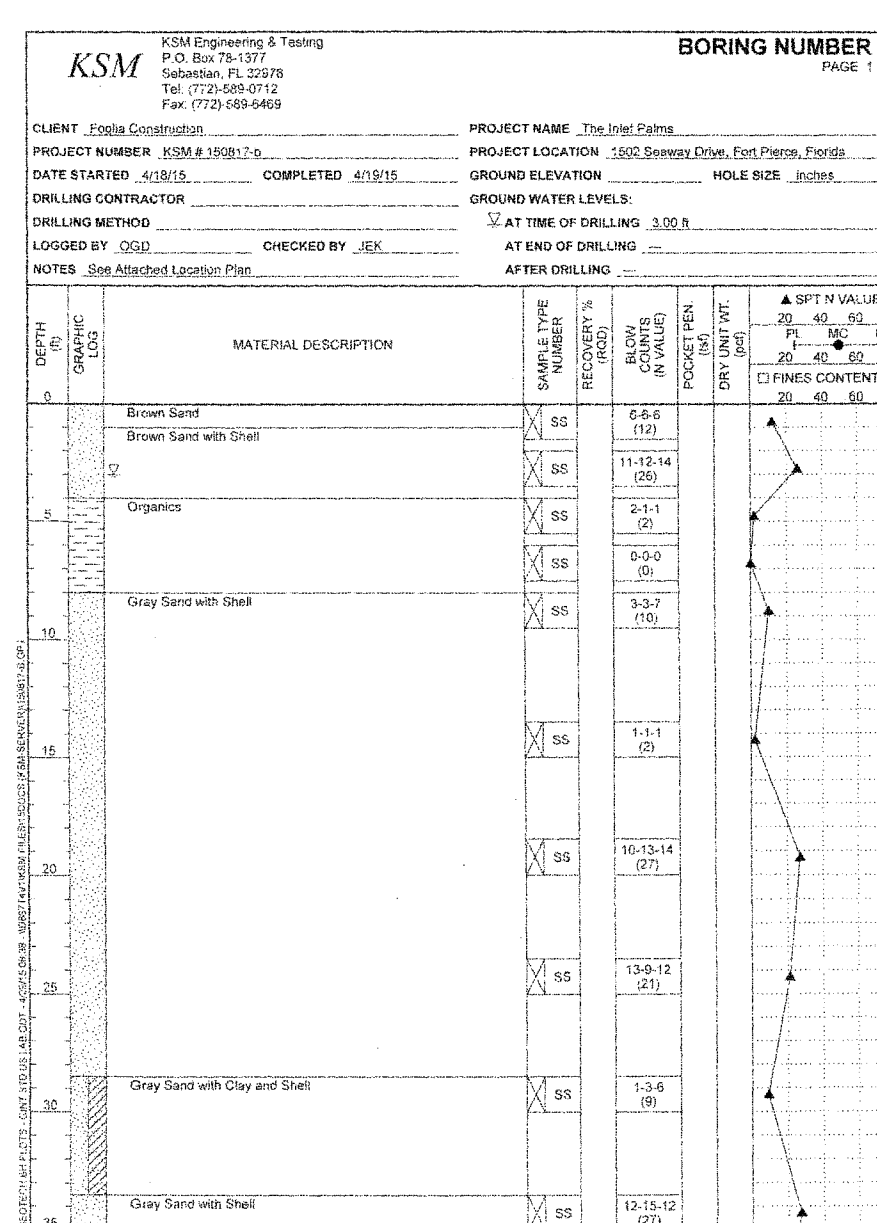 KSM
KSM Engineering & Testing
P.O. Box 78-1377
Sebastian, FL 32978
Tel: (772)-589-0712
Fax: (772)-589-6469
BORING NUMBER
PAGE 1
CLIENT Foglia Construction
PROJECT NAME The Inlet Palms
PROJECT NUMBER KSM # 150817-b
PROJECT LOCATION 1502 Seaway Drive, Fort Pierce, Florida
DATE STARTED 4/18/15 COMPLETED 4/19/15
GROUND ELEVATION HOLE SIZE inches
DRILLING CONTRACTOR
GROUND WATER LEVELS:
DRILLING METHOD
AT TIME OF DRILLING 3.00 ft
LOGGED BY OGD CHECKED BY JEK
AT END OF DRILLING ---
NOTES See Attached Location Plan
AFTER DRILLING ---
DEPTH (ft)
GRAPHIC LOG
MATERIAL DESCRIPTION
SAMPLE TYPE NUMBER
RECOVERY % (RQD)
BLOW COUNTS (N VALUE)
POCKET PEN. (tsf)
DRY UNIT WT. (pcf)
▲ SPT N VALUE
20 40 60
PL MC
20 40 60
□ FINES CONTENT
20 40 60
0
Brown Sand
SS
6-6-6
(12)
Brown Sand with Shell
SS
11-12-14
(26)
5
Organics
SS
2-1-1
(2)
SS
0-0-0
(0)
Gray Sand with Shell
SS
3-3-7
(10)
10
15
SS
1-1-1
(2)
20
SS
10-13-14
(27)
25
SS
13-9-12
(21)
Gray Sand with Clay and Shell
SS
1-3-6
(9)
30
Gray Sand with Shell
SS
12-15-12
(27)
35